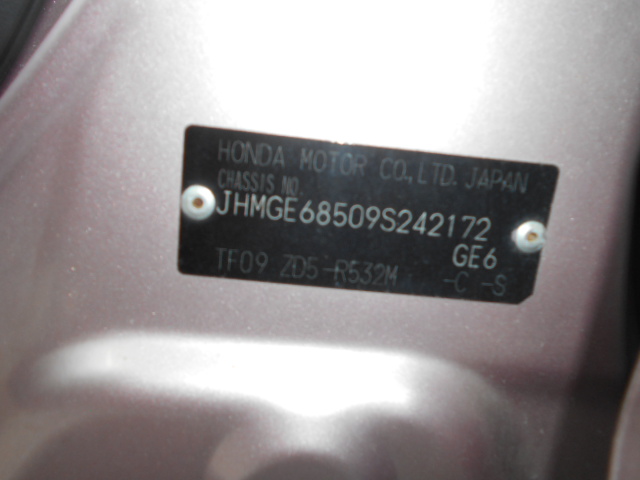 HONDA MOTOR CO.,LTD. JAPAN
CHASSIS NO.
JHMGE68509S242172
GE6
TF09 ZD5-R532M -C -S